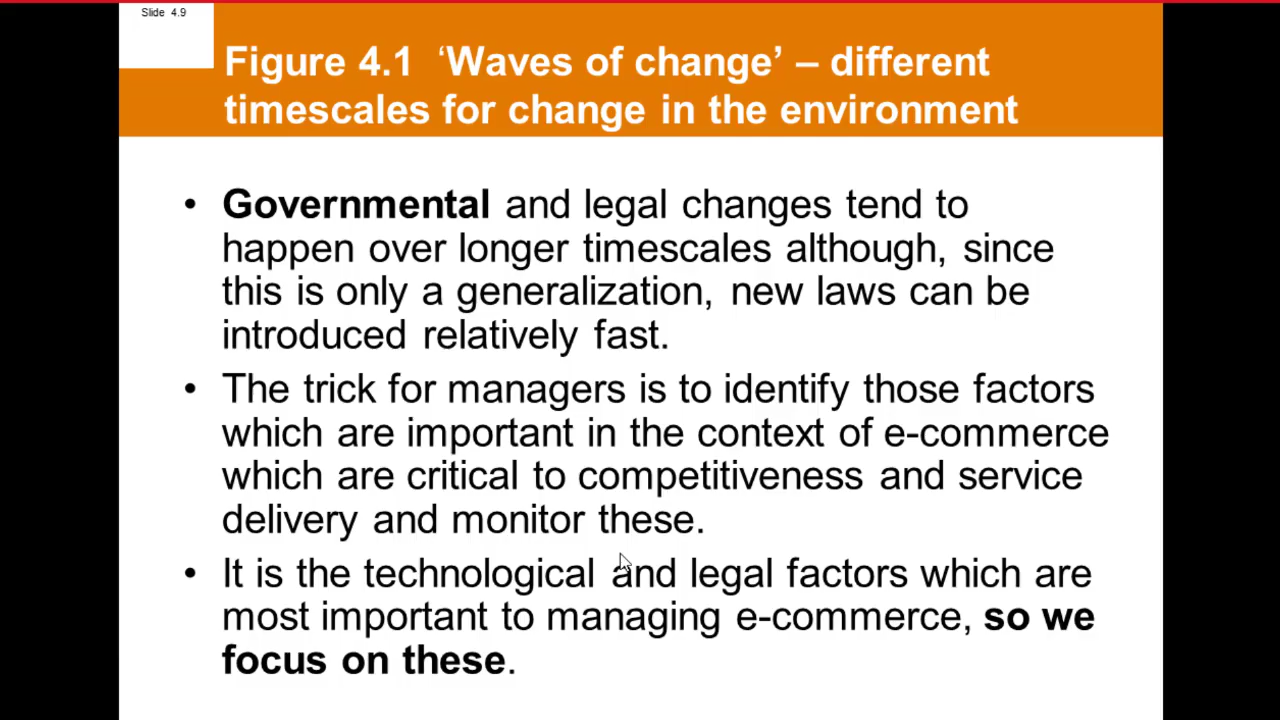 Slide 4.9
Figure 4.1 ‘Waves of change’ – different
timescales for change in the environment
• Governmental and legal changes tend to
happen over longer timescales although, since
this is only a generalization, new laws can be
introduced relatively fast.
• The trick for managers is to identify those factors
which are important in the context of e-commerce
which are critical to competitiveness and service
delivery and monitor these.
• It is the technological and legal factors which are
most important to managing e-commerce, so we
focus on these.